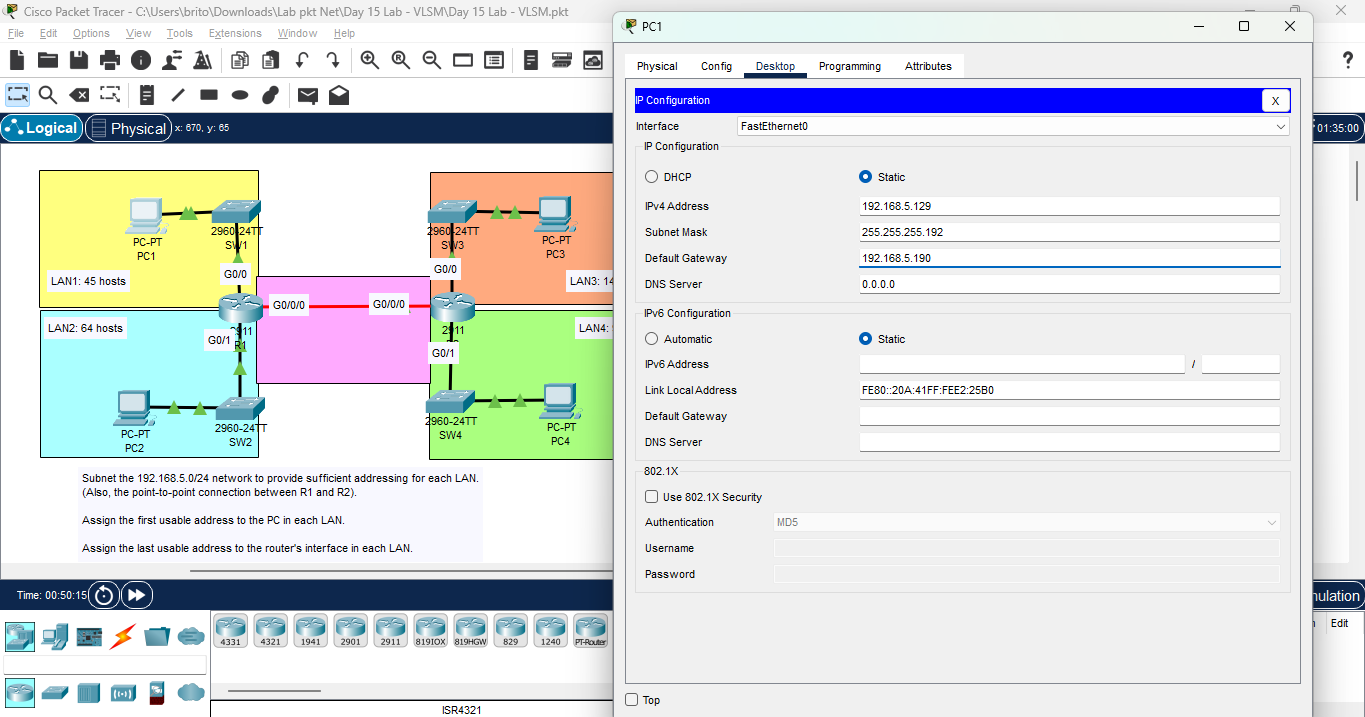 Cisco Packet Tracer - C:\Users\brito\Downloads\Lab pkt Net\Day 15 Lab - VLSM\Day 15 Lab - VLSM.pkt
File Edit Options View Tools Extensions Window Help
Logical Physical x: 670, y: 65
01:35:00
PC-PT
PC1
2960-24TT
SW1
LAN1: 45 hosts
G0/0
2960-24TT
SW3
PC-PT
PC3
G0/0
LAN3: 14
G0/0/0
G0/0/0
2911
R1
2911
LAN2: 64 hosts
G0/1
G0/1
LAN4:
PC-PT
PC2
2960-24TT
SW2
2960-24TT
SW4
PC-PT
PC4
Subnet the 192.168.5.0/24 network to provide sufficient addressing for each LAN.
(Also, the point-to-point connection between R1 and R2).
Assign the first usable address to the PC in each LAN.
Assign the last usable address to the router's interface in each LAN.
Time: 00:50:15
4331 4321 1941 2901 2911 819IOX 819HGW 829 1240 PT-Router
ISR4321
PC1
Physical Config Desktop Programming Attributes
IP Configuration X
Interface FastEthernet0
IP Configuration
DHCP Static
IPv4 Address 192.168.5.129
Subnet Mask 255.255.255.192
Default Gateway 192.168.5.190
DNS Server 0.0.0.0
IPv6 Configuration
Automatic Static
IPv6 Address /
Link Local Address FE80::20A:41FF:FEE2:25B0
Default Gateway
DNS Server
802.1X
Use 802.1X Security
Authentication MD5
Username
Password
Top
?
mulation
Edit